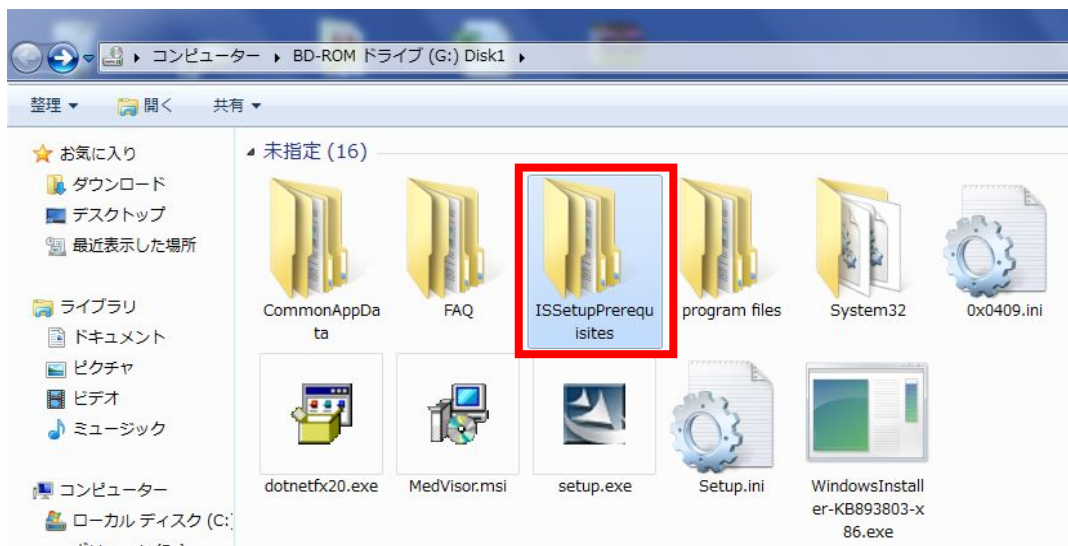 コンピューター ▸ BD-ROM ドライブ (G:) Disk1 ▸
整理 ▼ 開く 共有 ▼
お気に入り
ダウンロード
デスクトップ
最近表示した場所
ライブラリ
ドキュメント
ピクチャ
ビデオ
ミュージック
コンピューター
ローカル ディスク (C:
未指定 (16)
CommonAppDa
ta
FAQ
ISSetupPrerequ
isites
program files
System32
0x0409.ini
dotnetfx20.exe
MedVisor.msi
setup.exe
Setup.ini
WindowsInstall
er-KB893803-x
86.exe